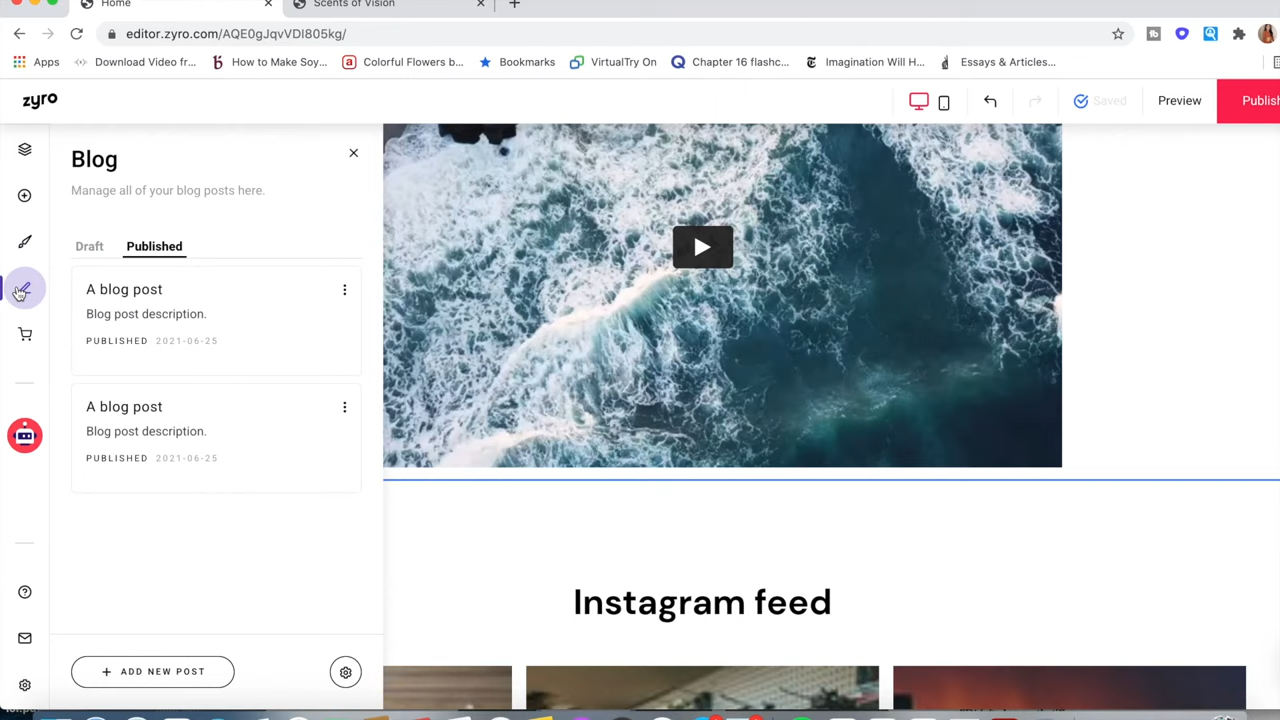 Home
Scents of Vision
editor.zyro.com/AQE0gJqvVDl805kg/
Apps
Download Video fr...
How to Make Soy...
Colorful Flowers b...
Bookmarks
VirtualTry On
Chapter 16 flashc...
Imagination Will H...
Essays & Articles...
zyro
Saved
Preview
Publish
Blog
Manage all of your blog posts here.
Draft
Published
A blog post
Blog post description.
PUBLISHED 2021-06-25
A blog post
Blog post description.
PUBLISHED 2021-06-25
ADD NEW POST
Instagram feed